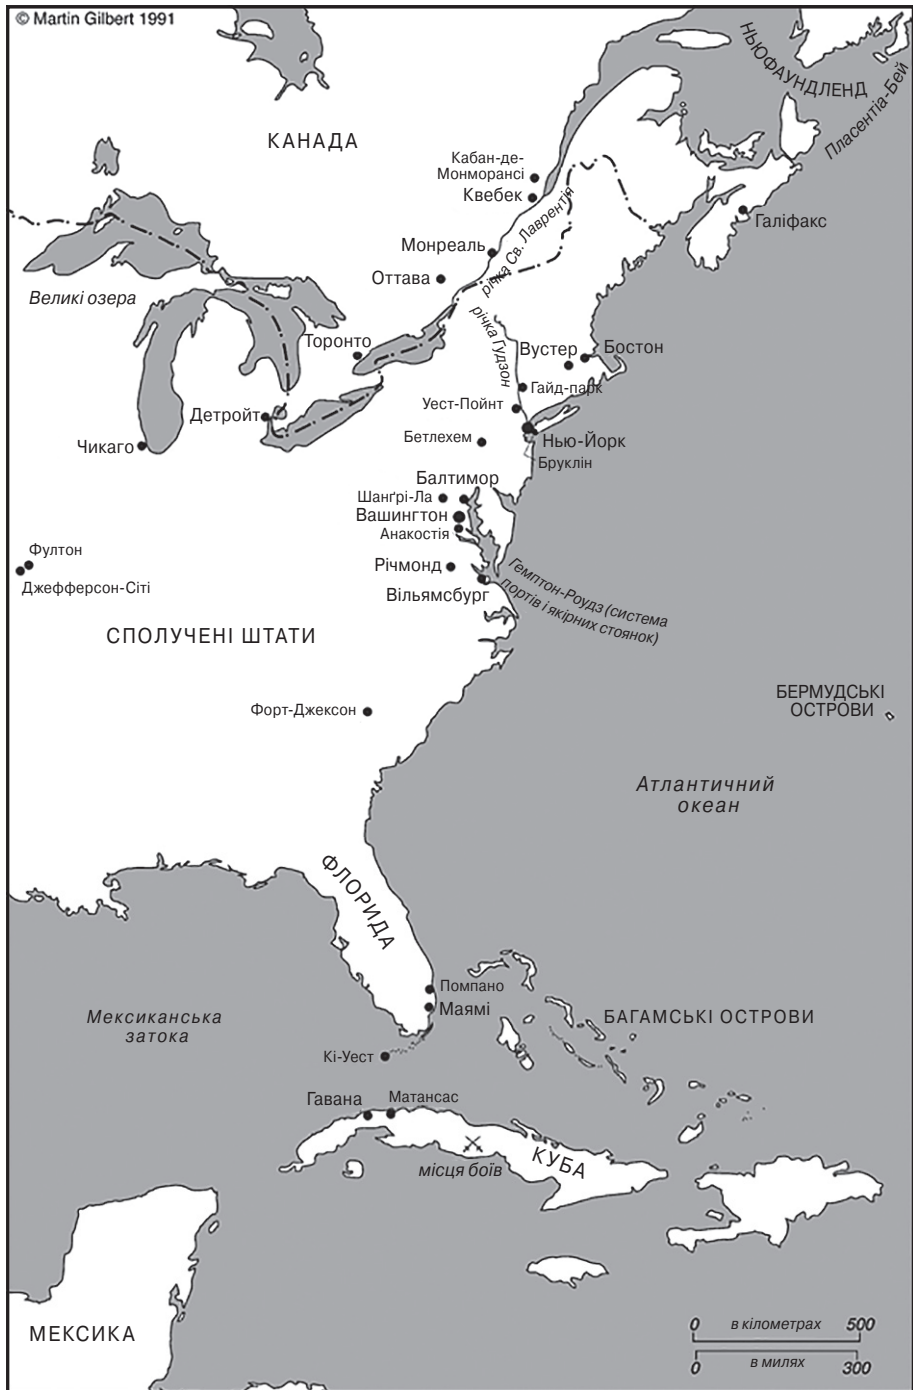 © Martin Gilbert 1991
НЬЮФАУНДЛЕНД
Пласентіа-Бей
КАНАДА
Кабан-де-
Монморансі
Квебек
річка Св. Лаврентія
Галіфакс
Монреаль
Оттава
Великі озера
річка Гудзон
Торонто
Вустер
Бостон
Гайд-парк
Уест-Пойнт
Детройт
Чикаго
Бетлехем
Нью-Йорк
Бруклін
Балтимор
Шанґрі-Ла
Вашингтон
Анакостія
Фултон
Джефферсон-Сіті
Річмонд
Вільямсбург
Гемптон-Роудз (система
портів і якірних стоянок)
СПОЛУЧЕНІ ШТАТИ
БЕРМУДСЬКІ
ОСТРОВИ
Форт-Джексон
Атлантичний
океан
ФЛОРИДА
Помпано
Маямі
Мексиканська
затока
БАГАМСЬКІ ОСТРОВИ
Кі-Уест
Гавана
Матансас
КУБА
місця боїв
МЕКСИКА
0 в кілометрах 500
0 в милях 300